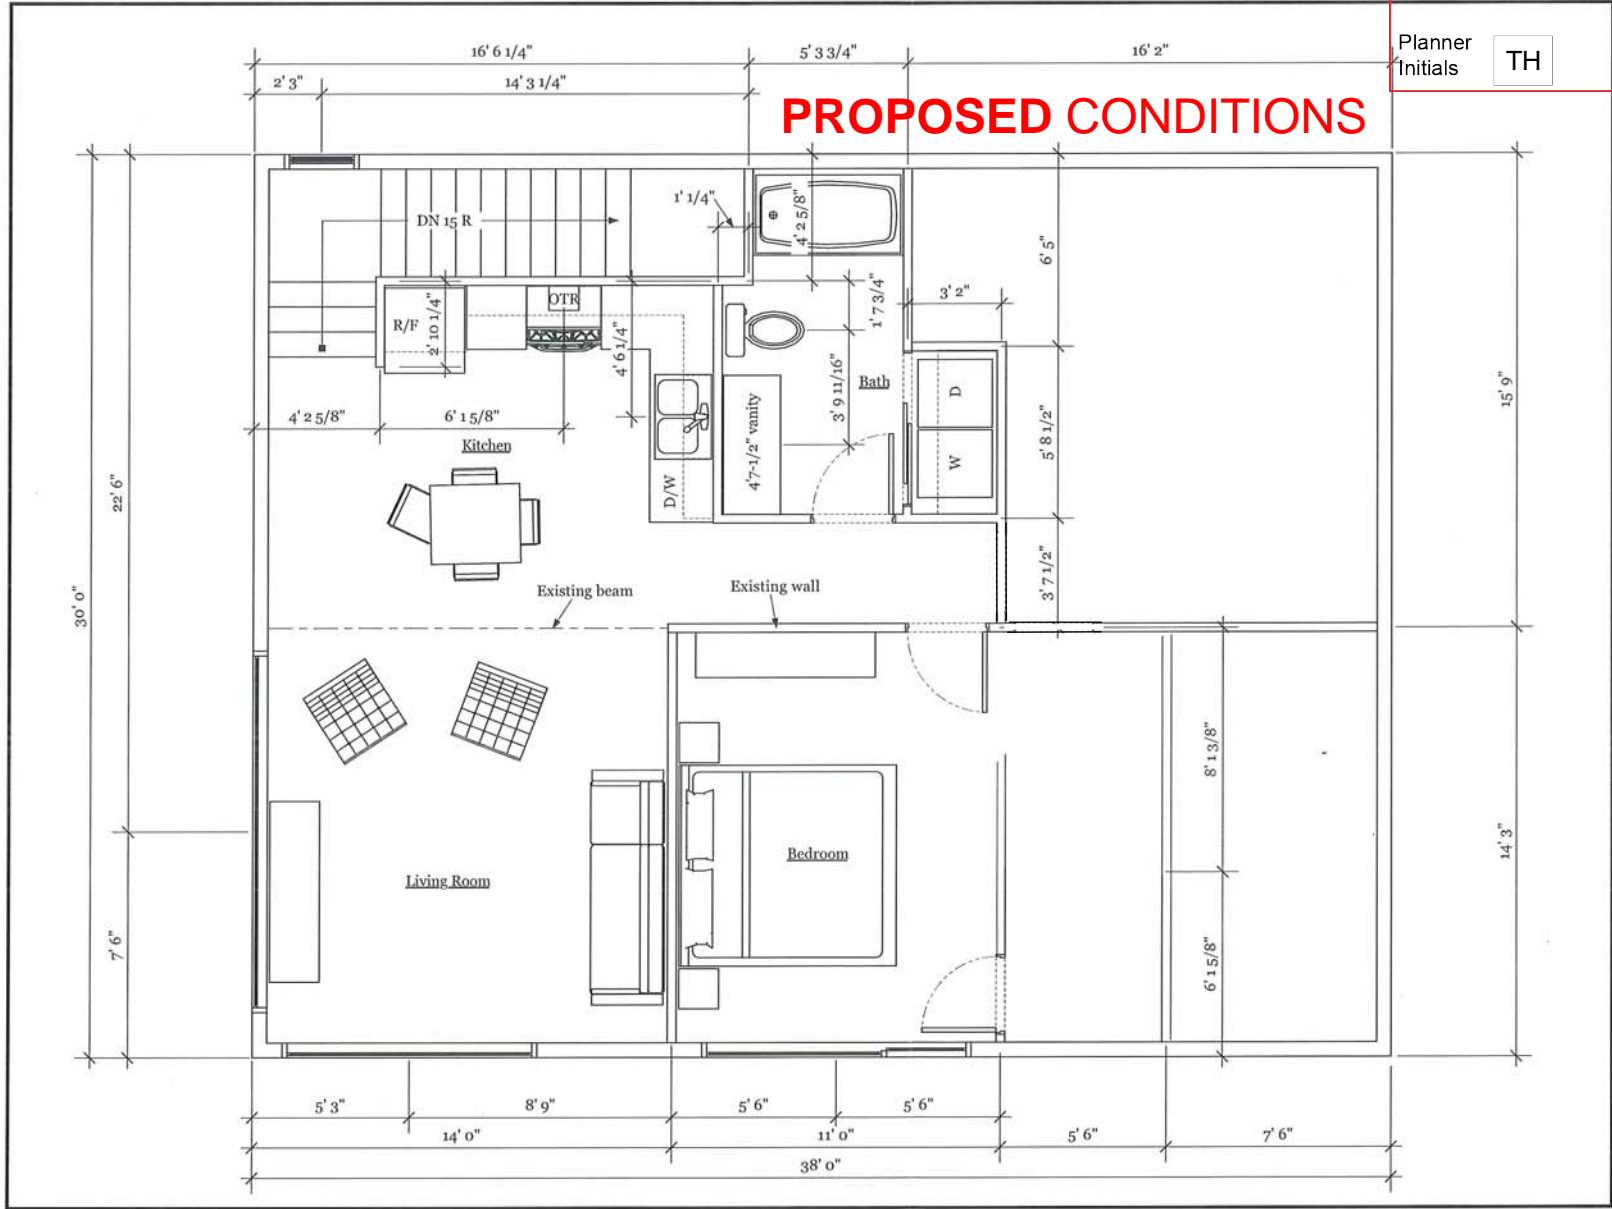 16' 6 1/4"
5' 3 3/4"
16' 2"
Planner
Initials
TH
2' 3"
14' 3 1/4"
PROPOSED CONDITIONS
DN 15 R
1' 1/4"
4' 2 5/8"
6' 5"
R/F
2' 10 1/4"
OTR
4' 6 1/4"
1' 7 3/4"
3' 2"
4' 2 5/8"
6' 1 5/8"
Kitchen
D/W
4'7-1/2" vanity
3' 9 11/16"
Bath
D
W
5' 8 1/2"
15' 9"
22' 6"
30' 0"
3' 7 1/2"
Existing beam
Existing wall
8' 1 3/8"
14' 3"
Living Room
Bedroom
7' 6"
6' 1 5/8"
5' 3"
8' 9"
5' 6"
5' 6"
14' 0"
11' 0"
5' 6"
7' 6"
38' 0"